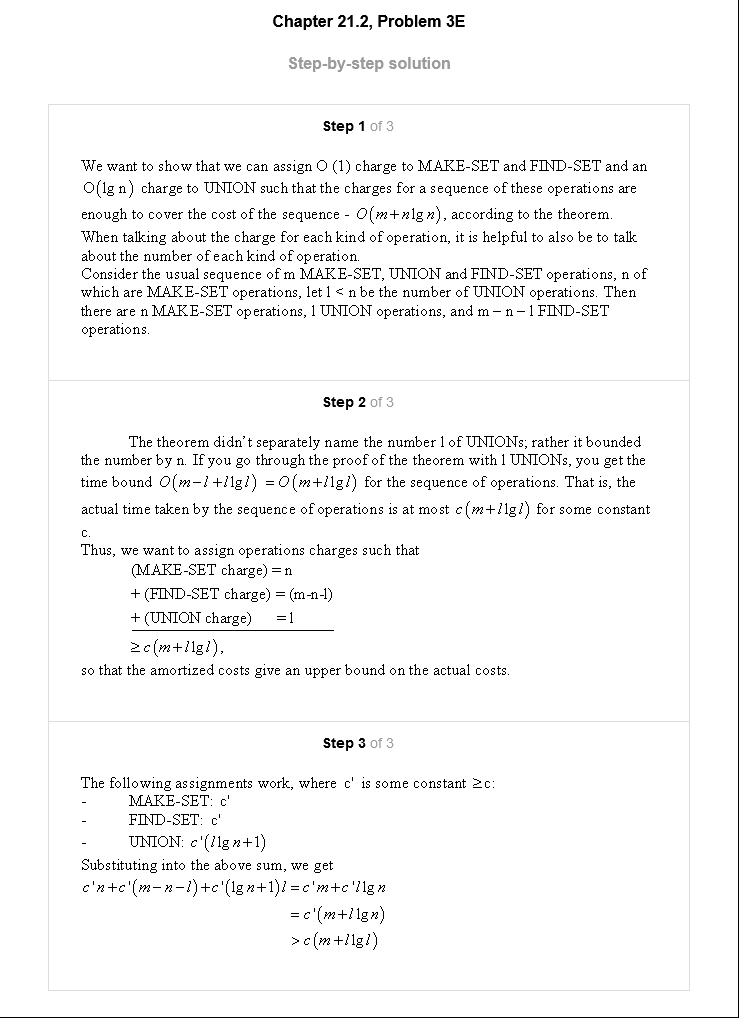 Chapter 21.2, Problem 3E
Step-by-step solution
Step 1 of 3
We want to show that we can assign O (1) charge to MAKE-SET and FIND-SET and an
O(lg n) charge to UNION such that the charges for a sequence of these operations are
enough to cover the cost of the sequence - O(m+n lg n), according to the theorem.
When talking about the charge for each kind of operation, it is helpful to also be to talk
about the number of each kind of operation.
Consider the usual sequence of m MAKE-SET, UNION and FIND-SET operations, n of
which are MAKE-SET operations, let l < n be the number of UNION operations. Then
there are n MAKE-SET operations, l UNION operations, and m – n – l FIND-SET
operations.
Step 2 of 3
The theorem didn't separately name the number l of UNIONs; rather it bounded
the number by n. If you go through the proof of the theorem with l UNIONs, you get the
time bound O(m-l+l lg l) = O(m+l lg l) for the sequence of operations. That is, the
actual time taken by the sequence of operations is at most c(m+l lg l) for some constant
c.
Thus, we want to assign operations charges such that
(MAKE-SET charge) = n
+ (FIND-SET charge) = (m-n-l)
+ (UNION charge) = l
≥ c(m+l lg l),
so that the amortized costs give an upper bound on the actual costs.
Step 3 of 3
The following assignments work, where c' is some constant ≥c:
- MAKE-SET: c'
- FIND-SET: c'
- UNION: c'(l lg n+1)
Substituting into the above sum, we get
c'n+c'(m-n-l)+c'(lg n+1)l = c'm+c'l lg n
= c'(m+l lg n)
> c(m+l lg l)